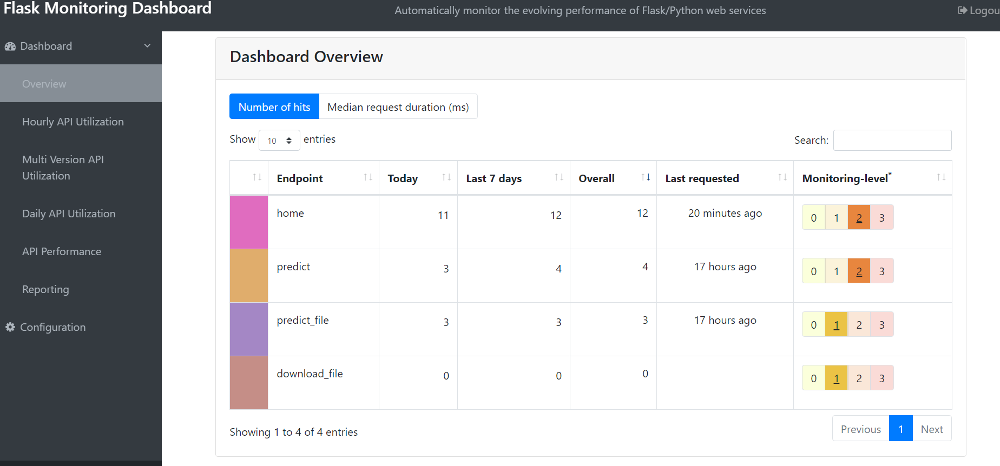 Flask Monitoring Dashboard
Automatically monitor the evolving performance of Flask/Python web services
Logou
Dashboard
Overview
Hourly API Utilization
Multi Version API
Utilization
Daily API Utilization
API Performance
Reporting
Configuration
Dashboard Overview
Number of hits
Median request duration (ms)
Show 10 entries
Search:
Endpoint Today Last 7 days Overall Last requested Monitoring-level*
home 11 12 12 20 minutes ago 0 1 2 3
predict 3 4 4 17 hours ago 0 1 2 3
predict_file 3 3 3 17 hours ago 0 1 2 3
download_file 0 0 0 0 1 2 3
Showing 1 to 4 of 4 entries
Previous 1 Next